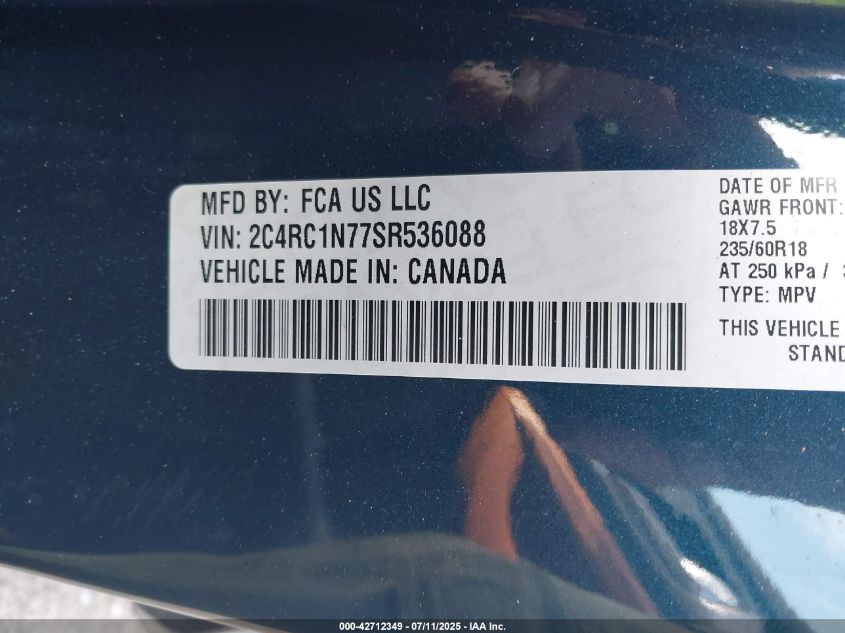 MFD BY: FCA US LLC
VIN: 2C4RC1N77SR536088
VEHICLE MADE IN: CANADA
DATE OF MFR
GAWR FRONT:
18X7.5
235/60R18
AT 250 kPa /
TYPE: MPV
THIS VEHICLE
000-42712349 - 07/11/2025 - IAA Inc.